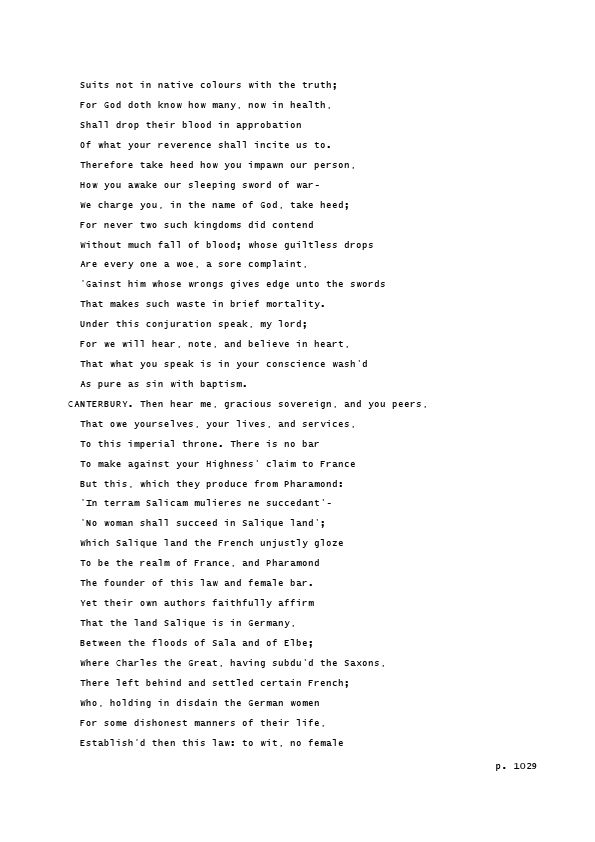 Suits not in native colours with the truth;
For God doth know how many, now in health,
Shall drop their blood in approbation
Of what your reverence shall incite us to.
Therefore take heed how you impawn our person,
How you awake our sleeping sword of war-
We charge you, in the name of God, take heed;
For never two such kingdoms did contend
Without much fall of blood; whose guiltless drops
Are every one a woe, a sore complaint,
'Gainst him whose wrongs gives edge unto the swords
That makes such waste in brief mortality.
Under this conjuration speak, my lord;
For we will hear, note, and believe in heart,
That what you speak is in your conscience wash'd
As pure as sin with baptism.
CANTERBURY. Then hear me, gracious sovereign, and you peers,
That owe yourselves, your lives, and services,
To this imperial throne. There is no bar
To make against your Highness' claim to France
But this, which they produce from Pharamond:
'In terram Salicam mulieres ne succedant'-
'No woman shall succeed in Salique land';
Which Salique land the French unjustly gloze
To be the realm of France, and Pharamond
The founder of this law and female bar.
Yet their own authors faithfully affirm
That the land Salique is in Germany,
Between the floods of Sala and of Elbe;
Where Charles the Great, having subdu'd the Saxons,
There left behind and settled certain French;
Who, holding in disdain the German women
For some dishonest manners of their life,
Establish'd then this law: to wit, no female
p. 1029